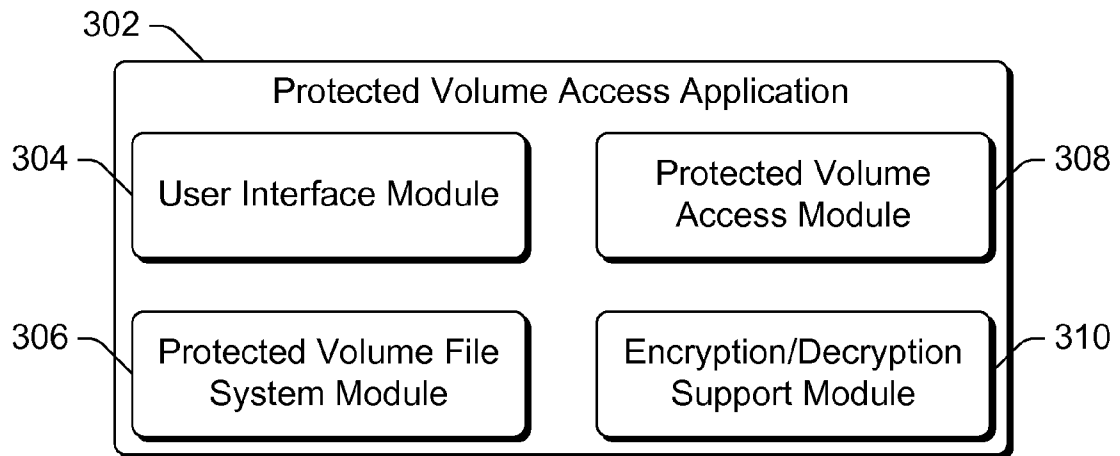 302
Protected Volume Access Application
304
User Interface Module
Protected Volume
Access Module
308
306
Protected Volume File
System Module
Encryption/Decryption
Support Module
310